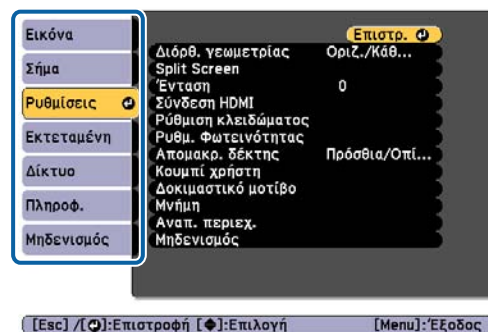 Εικόνα
Σήμα
Ρυθμίσεις
Εκτεταμένη
Δίκτυο
Πληροφ.
Μηδενισμός
Επιστρ.
Διόρθ. γεωμετρίας Οριζ./Κάθ...
Split Screen
Ένταση 0
Σύνδεση HDMI
Ρύθμιση κλειδώματος
Ρυθμ. Φωτεινότητας
Απομακρ. δέκτης Πρόσθια/Οπί...
Κουμπί χρήστη
Δοκιμαστικό μοτίβο
Μνήμη
Αναπ. περιεχ.
Μηδενισμός
[Esc] /[⏎]:Επιστροφή [◆]:Επιλογή [Menu]:Έξοδος